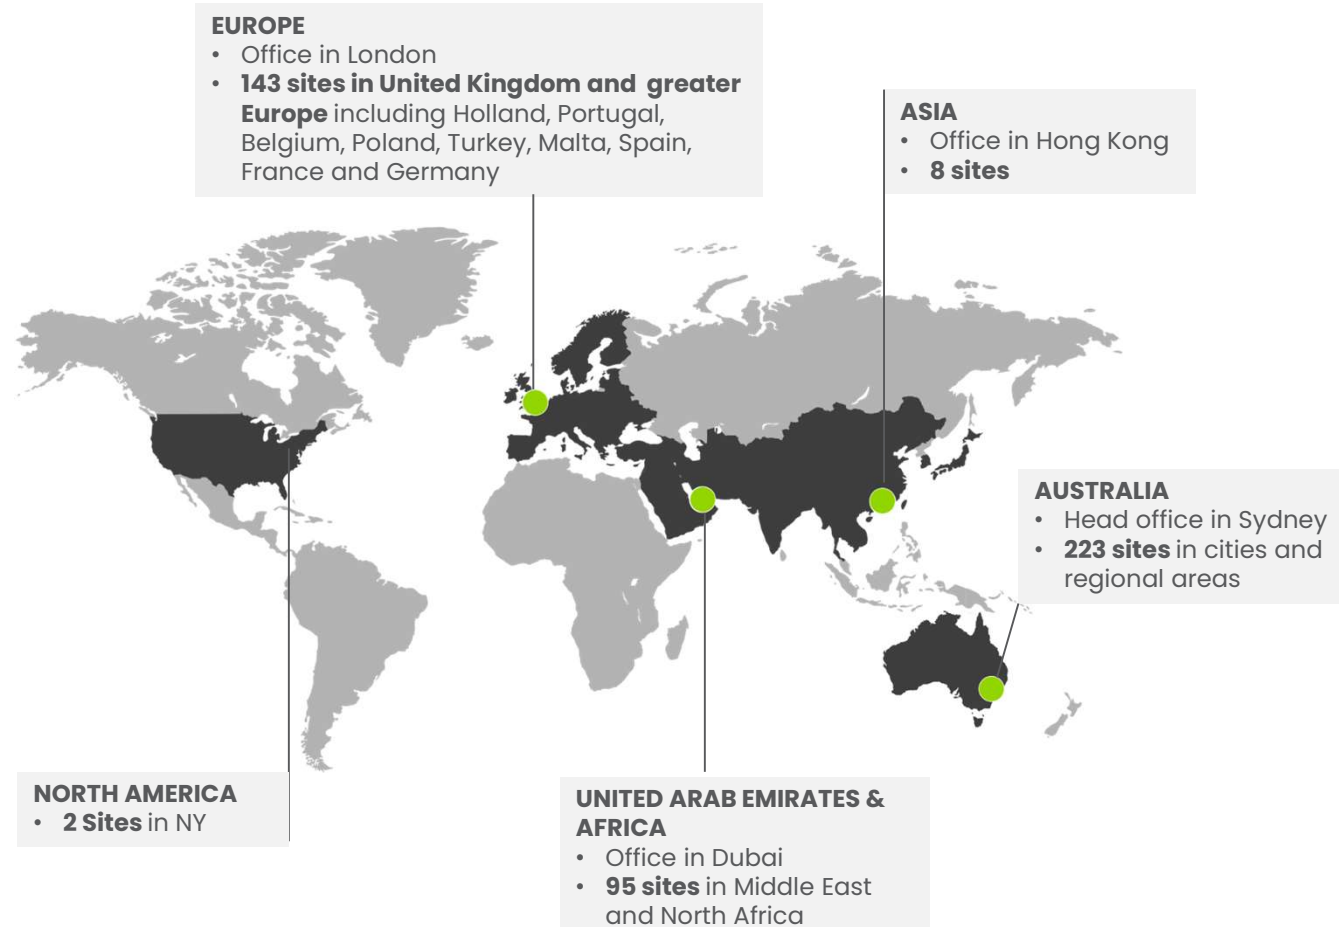 EUROPE
• Office in London
• 143 sites in United Kingdom and greater
Europe including Holland, Portugal,
Belgium, Poland, Turkey, Malta, Spain,
France and Germany
ASIA
• Office in Hong Kong
• 8 sites
AUSTRALIA
• Head office in Sydney
• 223 sites in cities and
regional areas
NORTH AMERICA
• 2 Sites in NY
UNITED ARAB EMIRATES &
AFRICA
• Office in Dubai
• 95 sites in Middle East
and North Africa